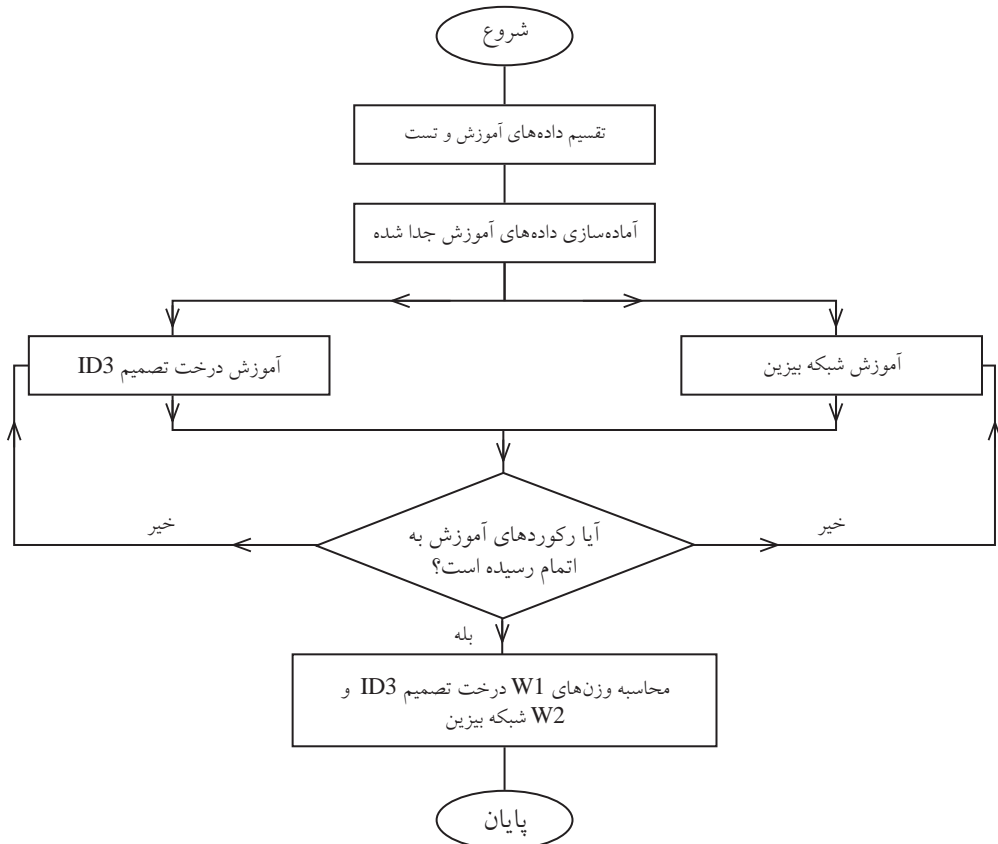 شروع
تقسیم داده‌های آموزش و تست
آماده‌سازی داده‌های آموزش جدا شده
آموزش شبکه بیزین
آموزش درخت تصمیم ID3
آیا رکوردهای آموزش به
اتمام رسیده است؟
خیر
خیر
بله
محاسبه وزن‌های W1 درخت تصمیم ID3 و
W2 شبکه بیزین
پایان